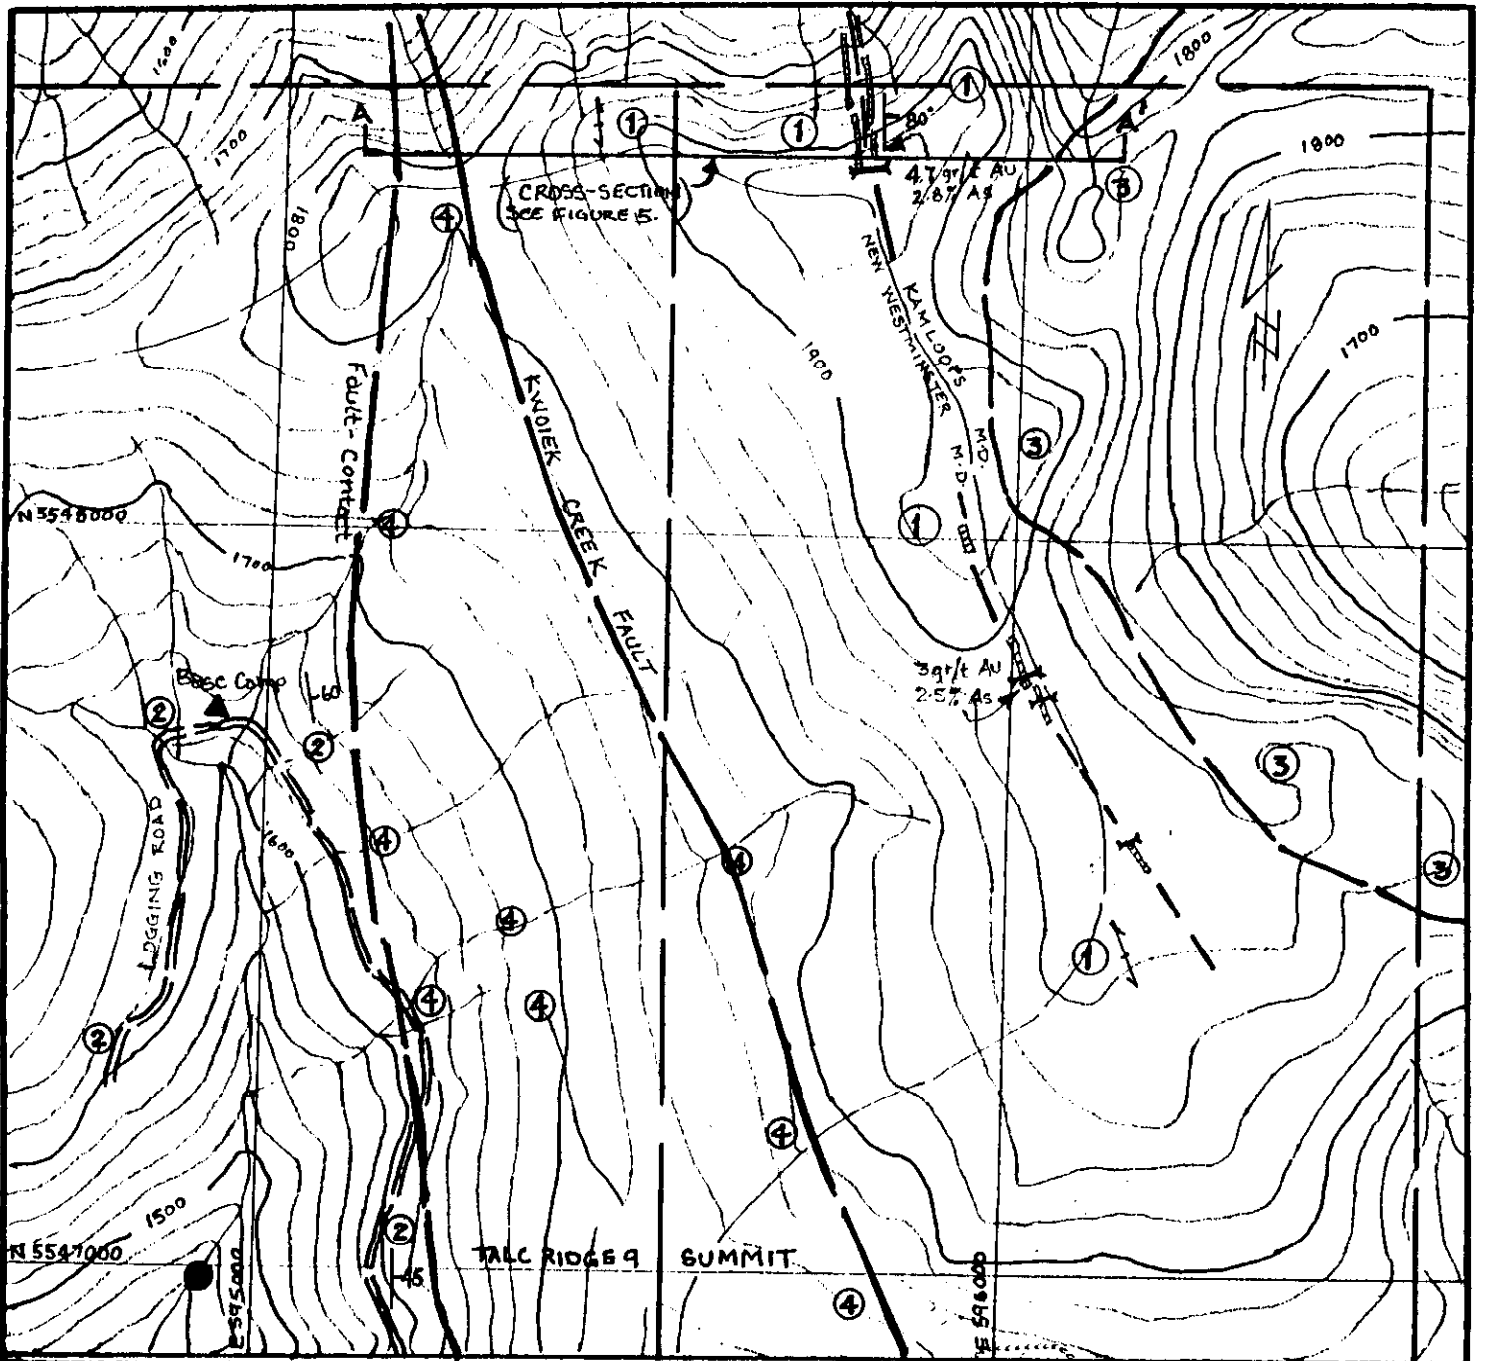 1600
1800
1
1
1
80°
A
A'
1700
1800
4.7 gr/t Au
2.8% As
3
CROSS-SECTION
SEE FIGURE 5.
4
1800
NEW WESTMINSTER M.D.
KAMLOOPS M.D.
1700
1900
Fault-Contact
KWOIEK CREEK FAULT
3
N 5548000
4
1
1700
3gr/t Au
2.5% As
Base Camp
60
2
2
3
LOGGING ROAD
1600
4
4
3
4
1
4
4
2
4
1500
2
N 5547000
TALC RIDGE 9 SUMMIT
45
E 595000
E 596000
4